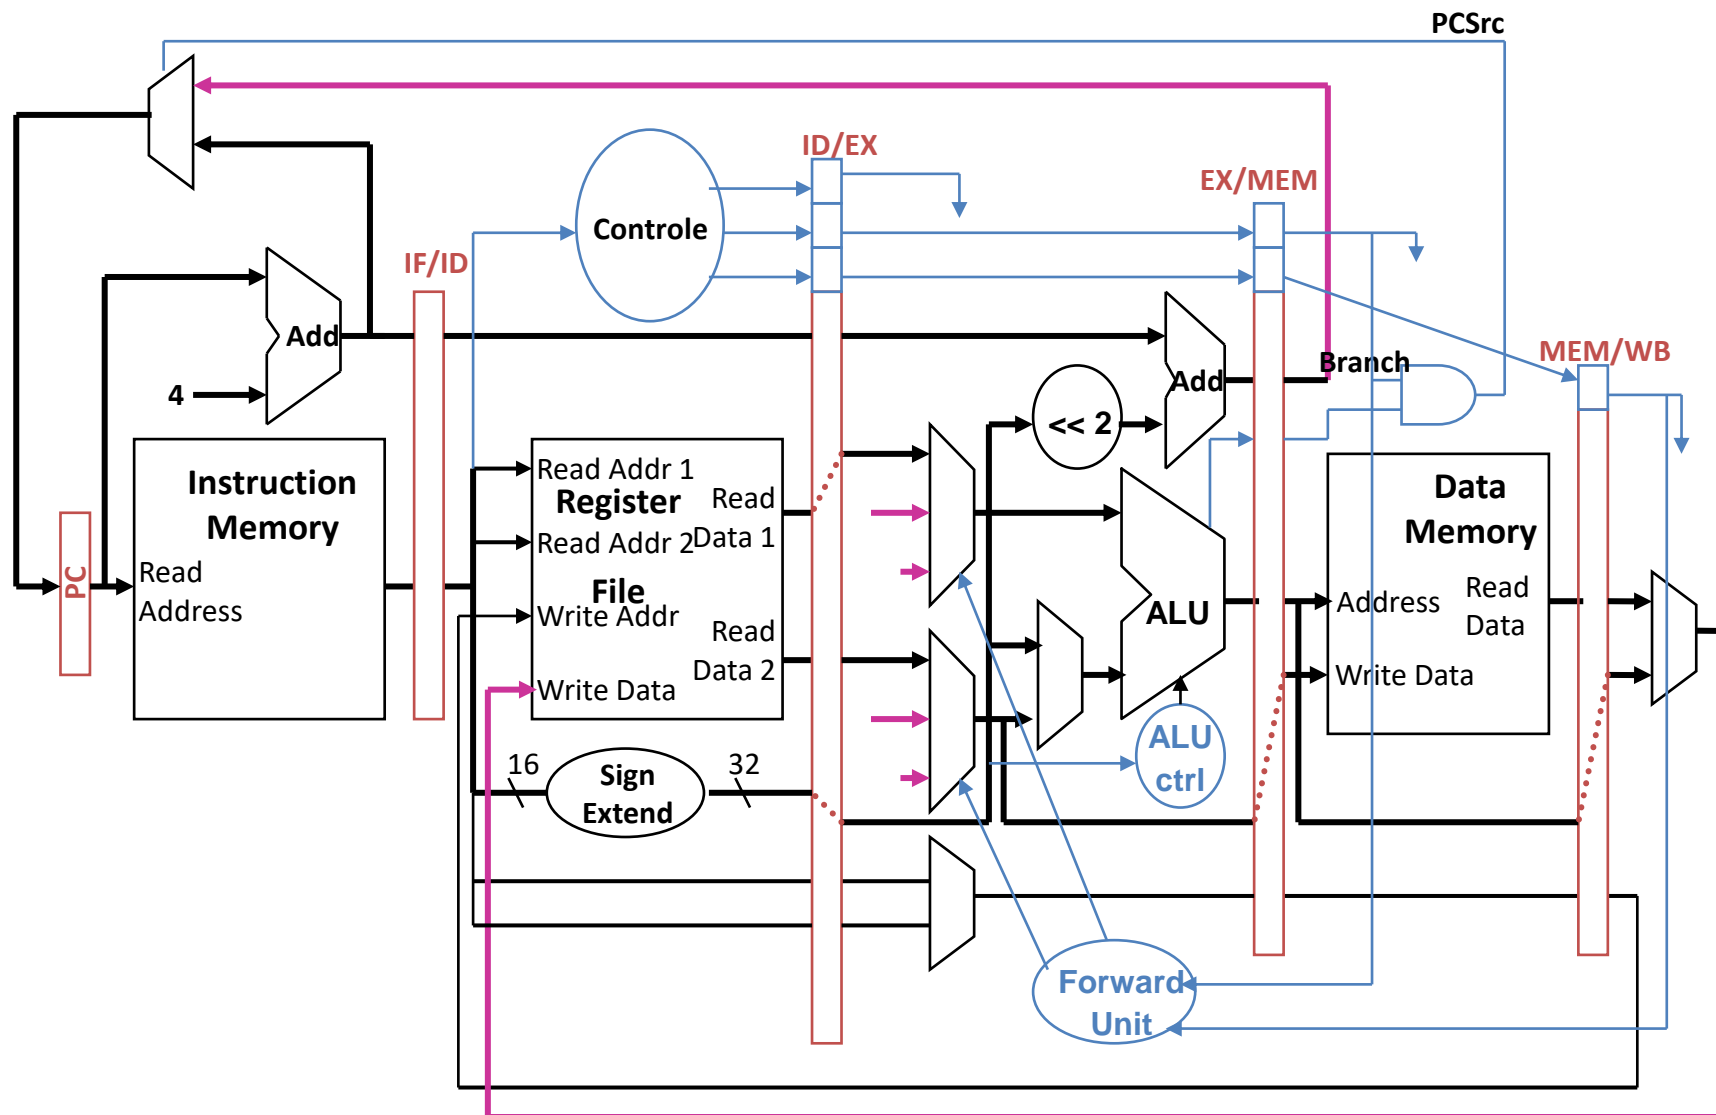 PCSrc
ID/EX
EX/MEM
Controle
IF/ID
Add
4
Add
Branch
MEM/WB
<< 2
Instruction
Memory
Read
Address
PC
Read Addr 1
Register
Read Addr 2
File
Write Addr
Write Data
Read
Data 1
Read
Data 2
ALU
Data
Memory
Address
Read
Data
Write Data
16
Sign
Extend
32
ALU
ctrl
Forward
Unit